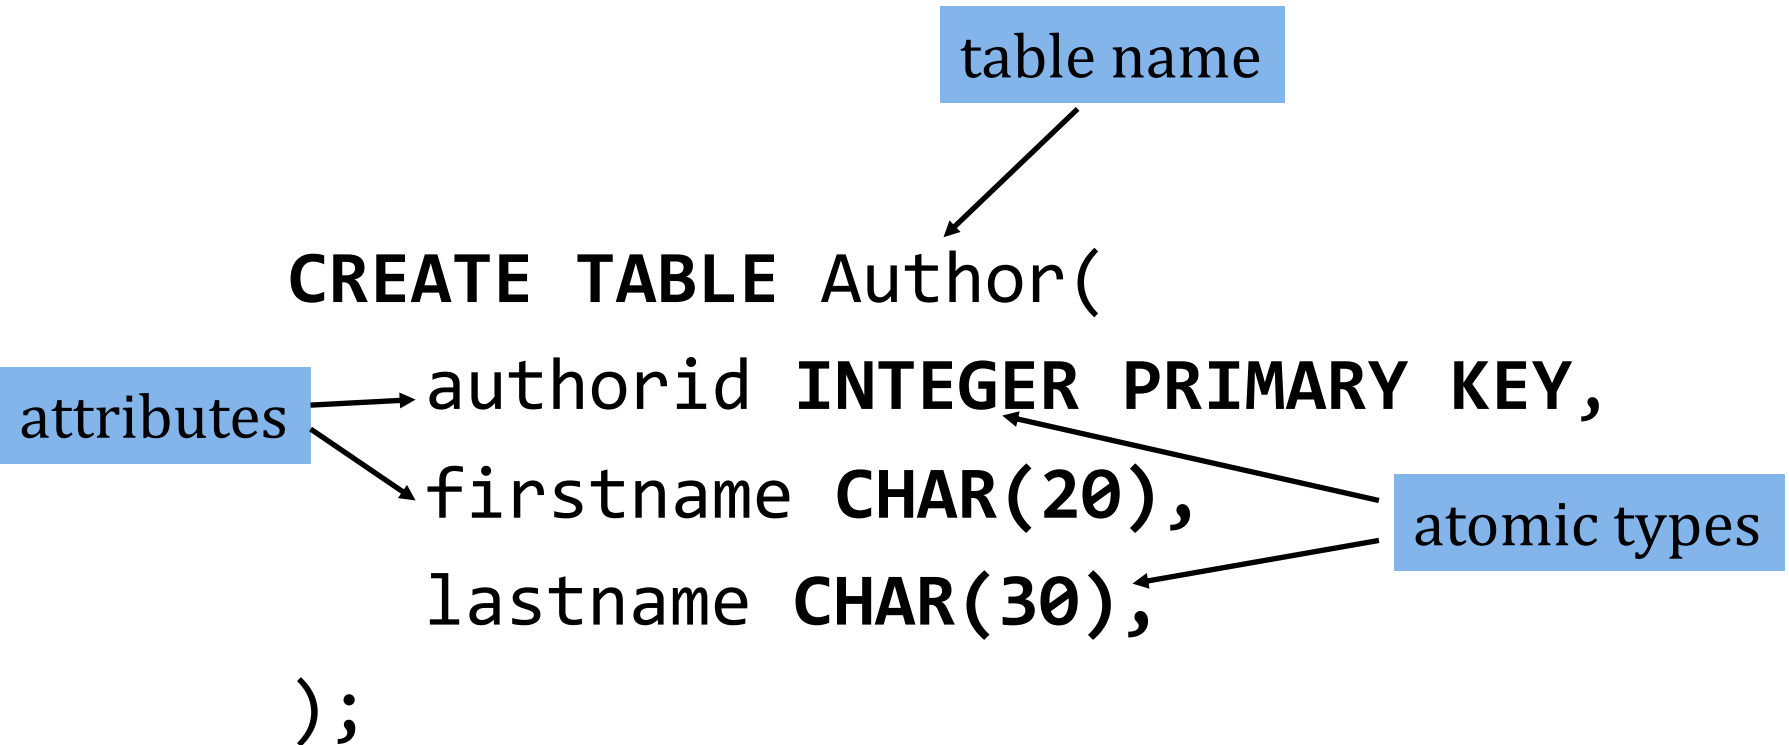 table name
CREATE TABLE Author(
authorid INTEGER PRIMARY KEY,
attributes
firstname CHAR(20),
atomic types
lastname CHAR(30),
);